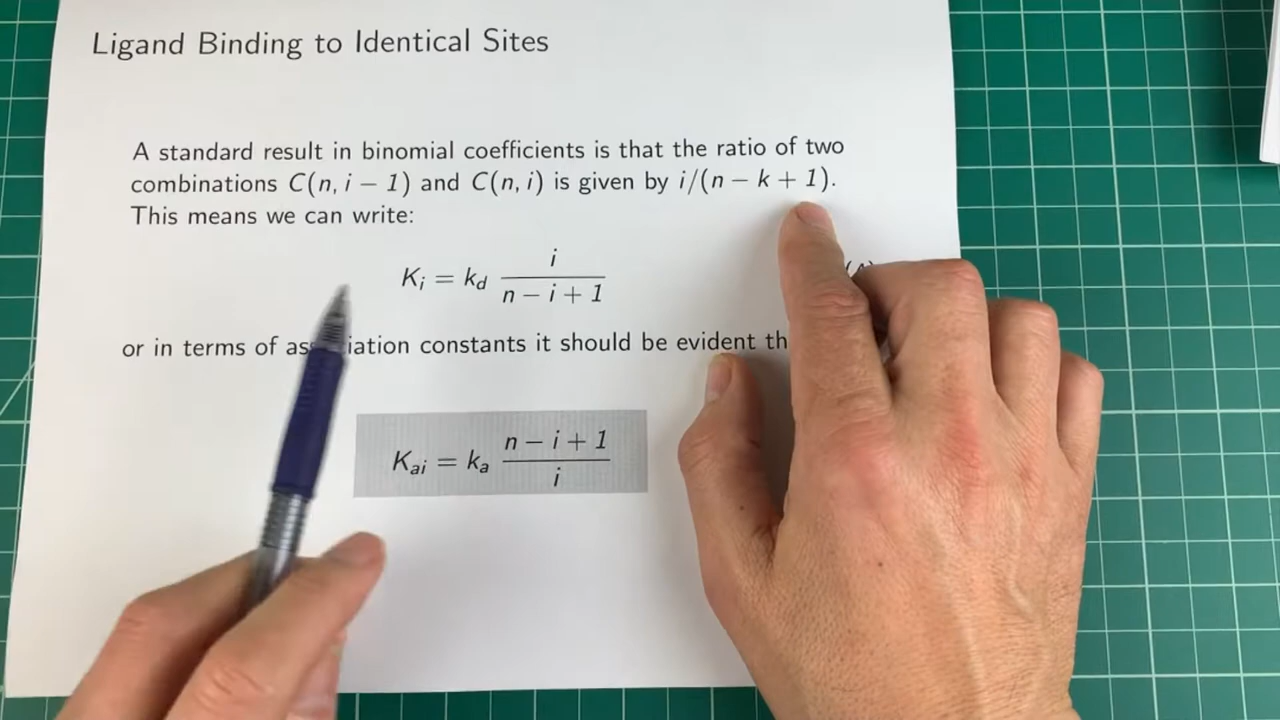 Ligand Binding to Identical Sites
A standard result in binomial coefficients is that the ratio of two
combinations C(n, i − 1) and C(n, i) is given by i/(n − k + 1).
This means we can write:
K_i = k_d i / (n − i + 1)
or in terms of iation constants it should be evident
K_ai = k_a (n − i + 1) / i